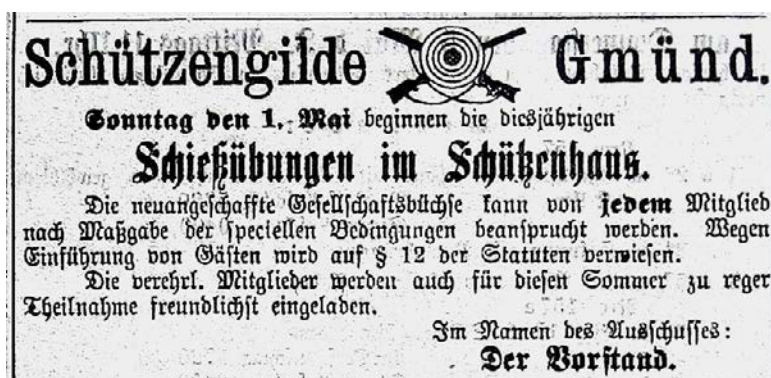 Schützengilde Gmünd.
Sonntag den 1. Mai beginnen die diesjährigen
Schießübungen im Schützenhaus.
Die neuangeschaffte Gesellschaftsbüchse kann von jedem Mitglied
nach Maßgabe der speciellen Bedingungen beansprucht werden. Wegen
Einführung von Gästen wird auf § 12 der Statuten verwiesen.
Die verehrl. Mitglieder werden auch für diesen Sommer zu reger
Theilnahme freundlichst eingeladen.
Im Namen des Ausschusses:
Der Vorstand.